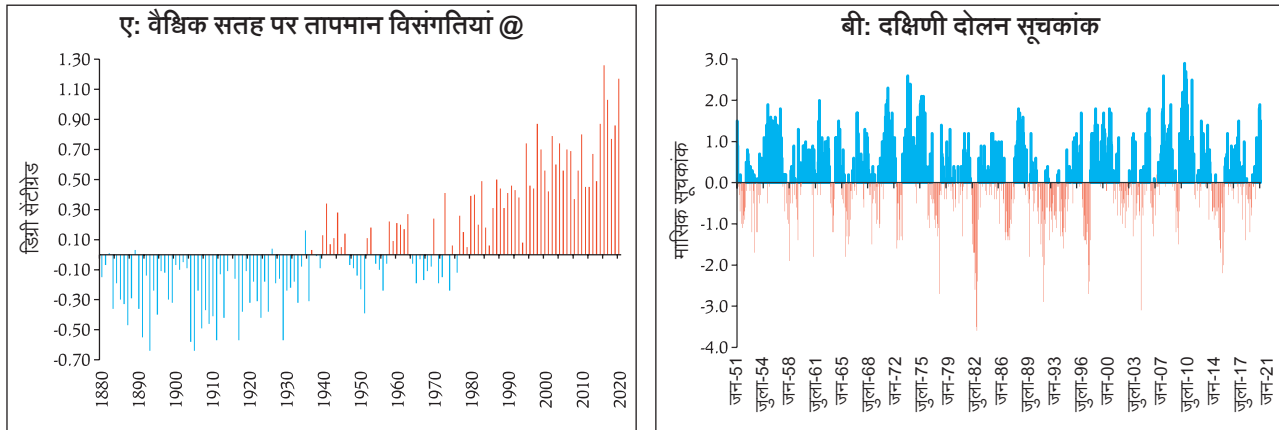 ए: वैश्विक सतह पर तापमान विसंगतियां @
डिग्री सेंटीग्रेड
1.30
1.10
0.90
0.70
0.50
0.30
0.10
-0.10
-0.30
-0.50
-0.70
1880
1890
1900
1910
1920
1930
1940
1950
1960
1970
1980
1990
2000
2010
2020
बी: दक्षिणी दोलन सूचकांक
मासिक सूचकांक
3.0
2.0
1.0
0.0
-1.0
-2.0
-3.0
-4.0
जन-51
जुला-54
जन-58
जुला-61
जन-65
जुला-68
जन-72
जुला-75
जन-79
जुला-82
जन-86
जुला-89
जन-93
जुला-96
जन-00
जुला-03
जन-07
जुला-10
जन-14
जुला-17
जन-21